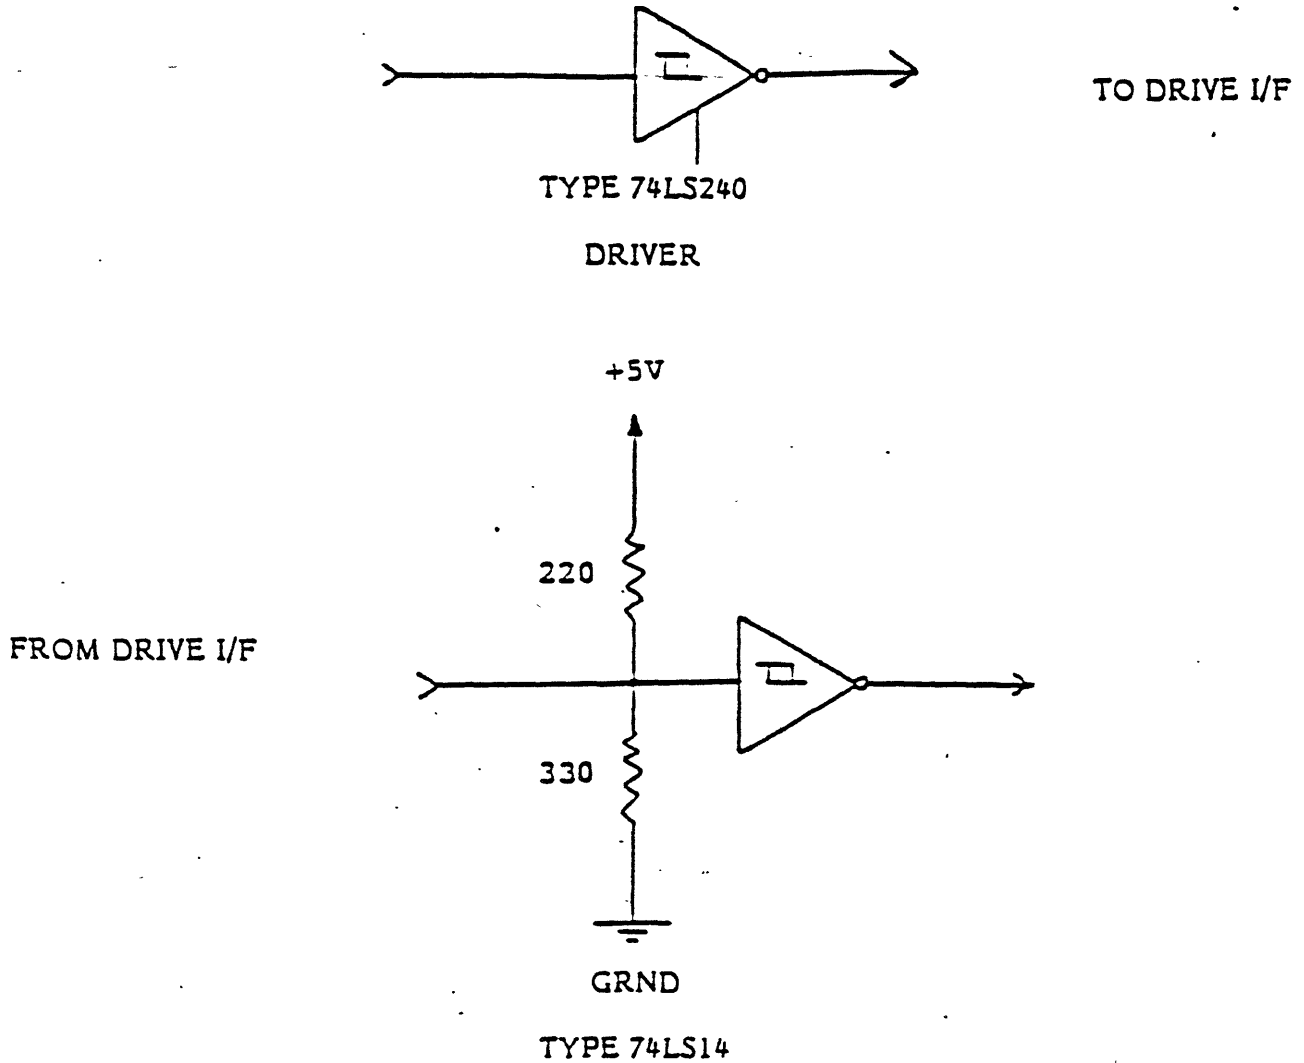 TO DRIVE I/F
TYPE 74LS240
DRIVER
+5V
220
FROM DRIVE I/F
330
GRND
TYPE 74LS14